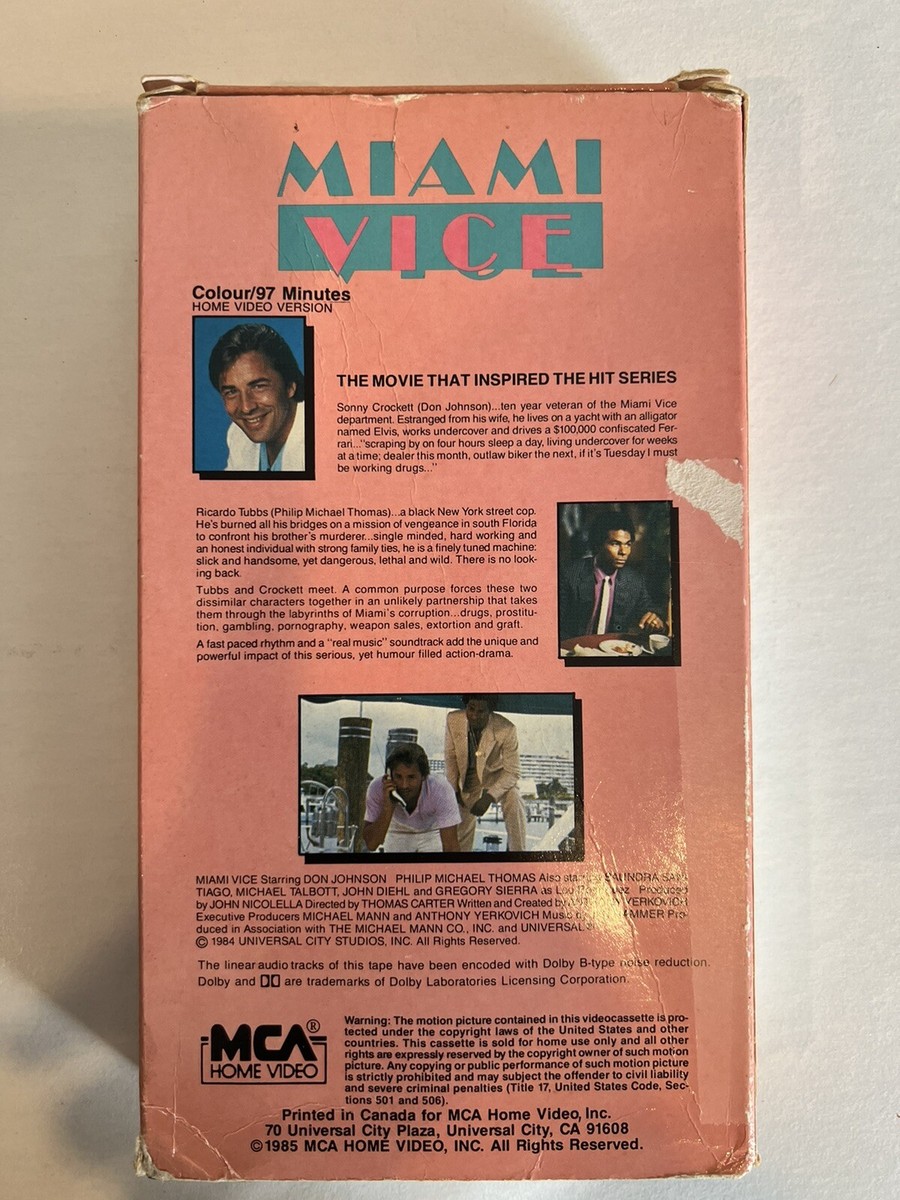 MIAMI
VICE
Colour/97 Minutes
HOME VIDEO VERSION
THE MOVIE THAT INSPIRED THE HIT SERIES
Sonny Crockett (Don Johnson)...ten year veteran of the Miami Vice
department. Estranged from his wife, he lives on a yacht with an alligator
named Elvis, works undercover and drives a $100,000 confiscated Fer-
rari..."scraping by on four hours sleep a day, living undercover for weeks
at a time; dealer this month, outlaw biker the next, if it's Tuesday I must
be working drugs..."
Ricardo Tubbs (Philip Michael Thomas)...a black New York street cop.
He's burned all his bridges on a mission of vengeance in south Florida
to confront his brother's murderer...single minded, hard working and
an honest individual with strong family ties, he is a finely tuned machine:
slick and handsome, yet dangerous, lethal and wild. There is no look-
ing back.
Tubbs and Crockett meet. A common purpose forces these two
dissimilar characters together in an unlikely partnership that takes
them through the labyrinths of Miami's corruption...drugs, prostitu-
tion, gambling, pornography, weapon sales, extortion and graft.
A fast paced rhythm and a "real music" soundtrack add the unique and
powerful impact of this serious, yet humour filled action-drama.
MIAMI VICE Starring DON JOHNSON PHILIP MICHAEL THOMAS Also SAUNDRA
TIAGO, MICHAEL TALBOTT, JOHN DIEHL and GREGORY SIERRA as Produced
by JOHN NICOLELLA Directed by THOMAS CARTER Written and Created by YERKOVICH
Executive Producers MICHAEL MANN and ANTHONY YERKOVICH Music Pro-
duced in Association with THE MICHAEL MANN CO., INC. and UNIVERSAL
© 1984 UNIVERSAL CITY STUDIOS, INC. All Rights Reserved.
The linear audio tracks of this tape have been encoded with Dolby B-type noise reduction.
Dolby and are trademarks of Dolby Laboratories Licensing Corporation.
MCA®
HOME VIDEO
Warning: The motion picture contained in this videocassette is pro-
tected under the copyright laws of the United States and other
countries. This cassette is sold for home use only and all other
rights are expressly reserved by the copyright owner of such motion
picture. Any copying or public performance of such motion picture
is strictly prohibited and may subject the offender to civil liability
and severe criminal penalties (Title 17, United States Code, Sec-
tions 501 and 506).
Printed in Canada for MCA Home Video, Inc.
70 Universal City Plaza, Universal City, CA 91608
©1985 MCA HOME VIDEO, INC. All Rights Reserved.